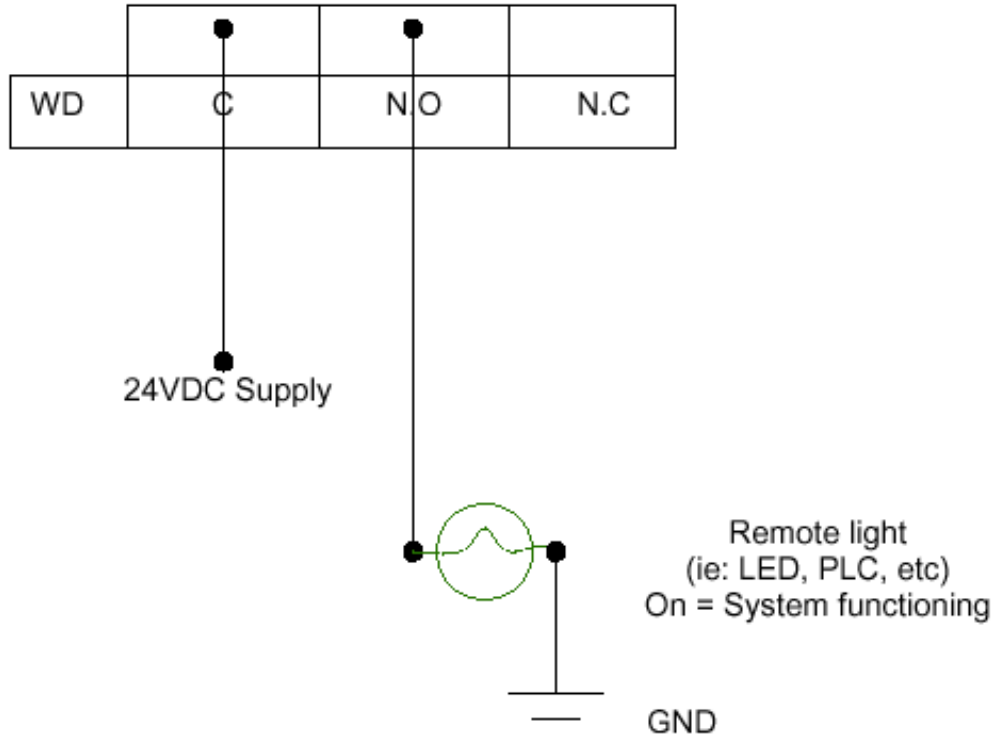 WD C N.O N.C
24VDC Supply
Remote light
(ie: LED, PLC, etc)
On = System functioning
GND